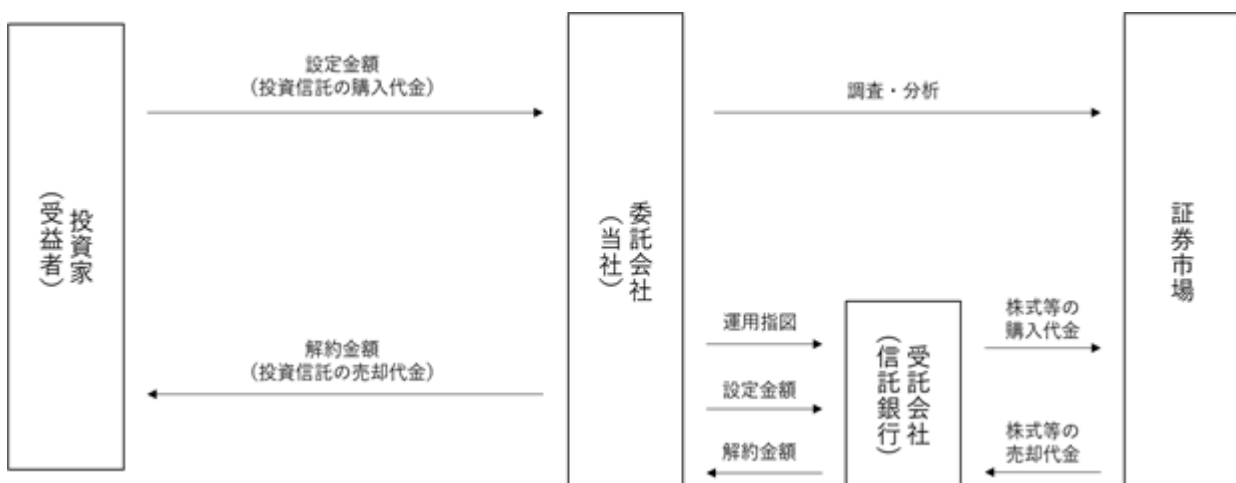 投資家
（受益者）
設定金額
（投資信託の購入代金）
解約金額
（投資信託の売却代金）
委託会社
（当社）
調査・分析
運用指図
設定金額
解約金額
受託会社
（信託銀行）
株式等の
購入代金
株式等の
売却代金
証券市場